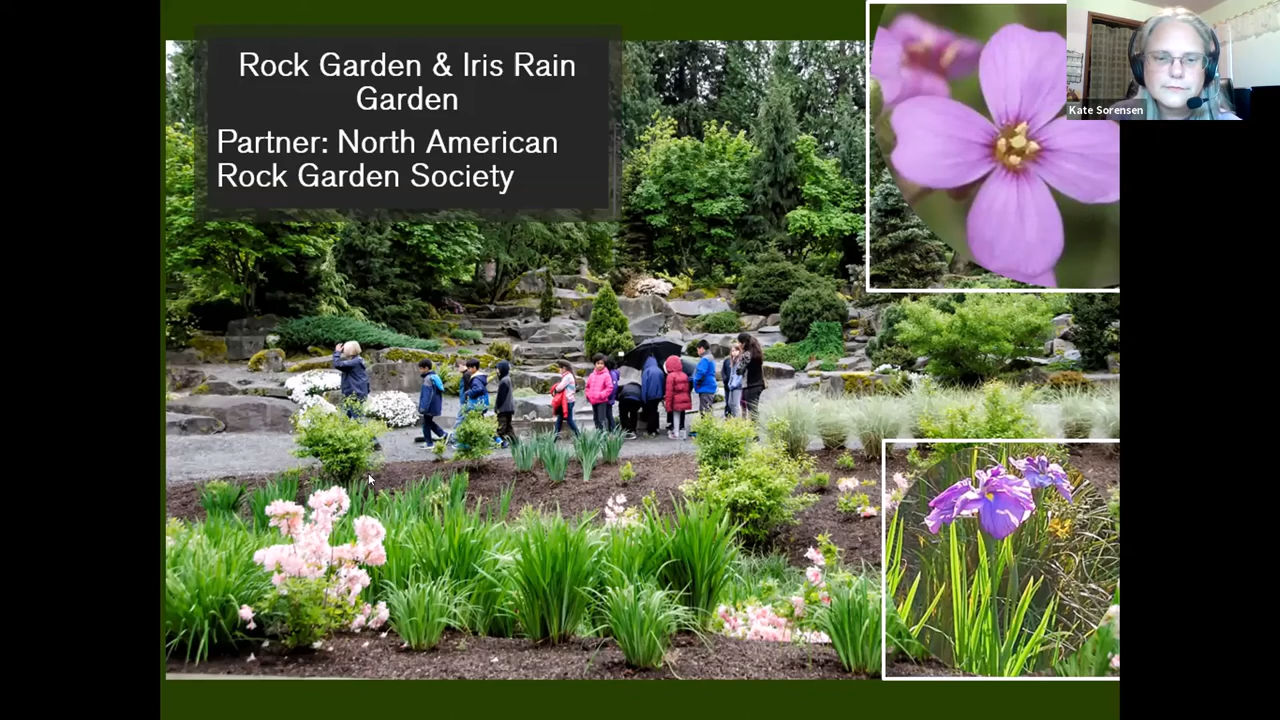 Rock Garden & Iris Rain
Garden
Partner: North American
Rock Garden Society
Kate Sorensen